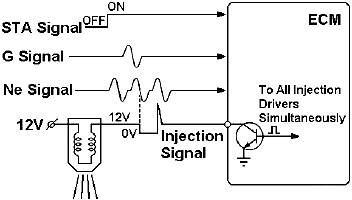 ON
OFF
STA Signal
ECM
G Signal
Ne Signal
To All Injection
Drivers
Simultaneously
12V
12V
0V
Injection
Signal